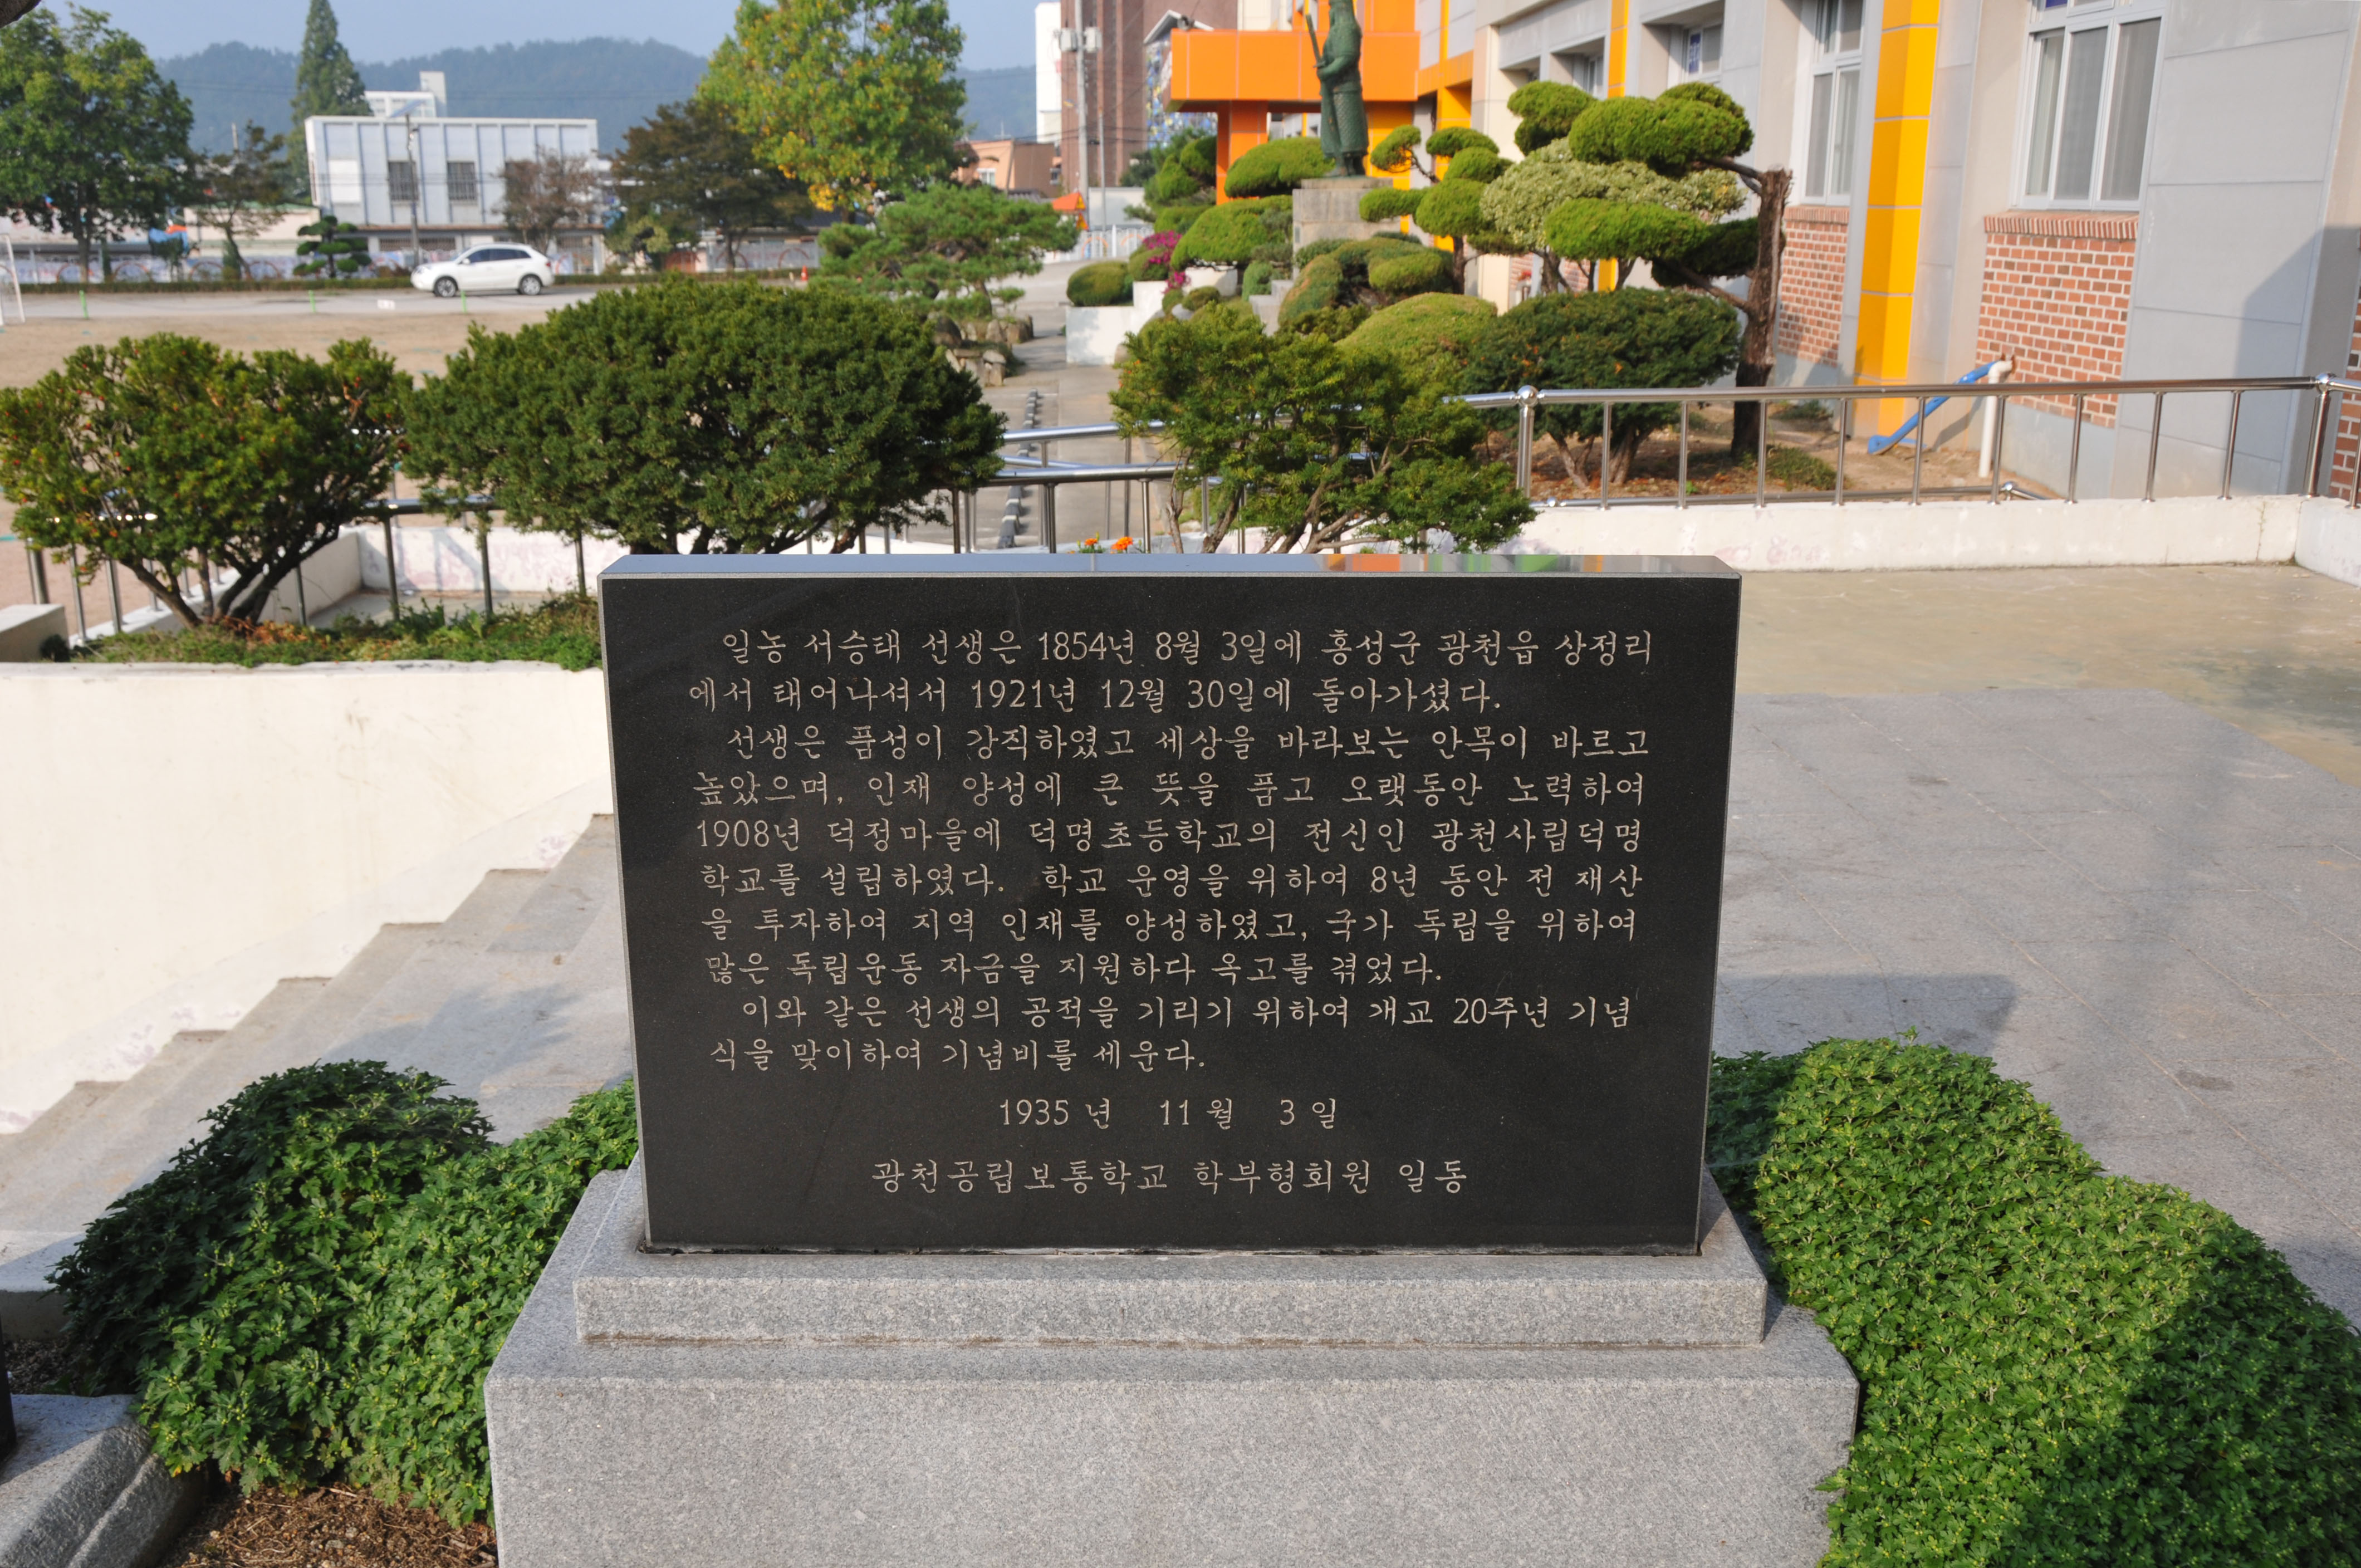 일농 서승태 선생은 1854년 8월 3일에 홍성군 광천읍 상정리
에서 태어나셔서 1921년 12월 30일에 돌아가셨다.
선생은 품성이 강직하였고 세상을 바라보는 안목이 바르고
높았으며, 인재 양성에 큰 뜻을 품고 오랫동안 노력하여
1908년 덕정마을에 덕명초등학교의 전신인 광천사립덕명
학교를 설립하였다. 학교 운영을 위하여 8년 동안 전 재산
을 투자하여 지역 인재를 양성하였고, 국가 독립을 위하여
많은 독립운동 자금을 지원하다 옥고를 겪었다.
이와 같은 선생의 공적을 기리기 위하여 개교 20주년 기념
식을 맞이하여 기념비를 세운다.
1935년 11월 3일
광천공립보통학교 학부형회원 일동